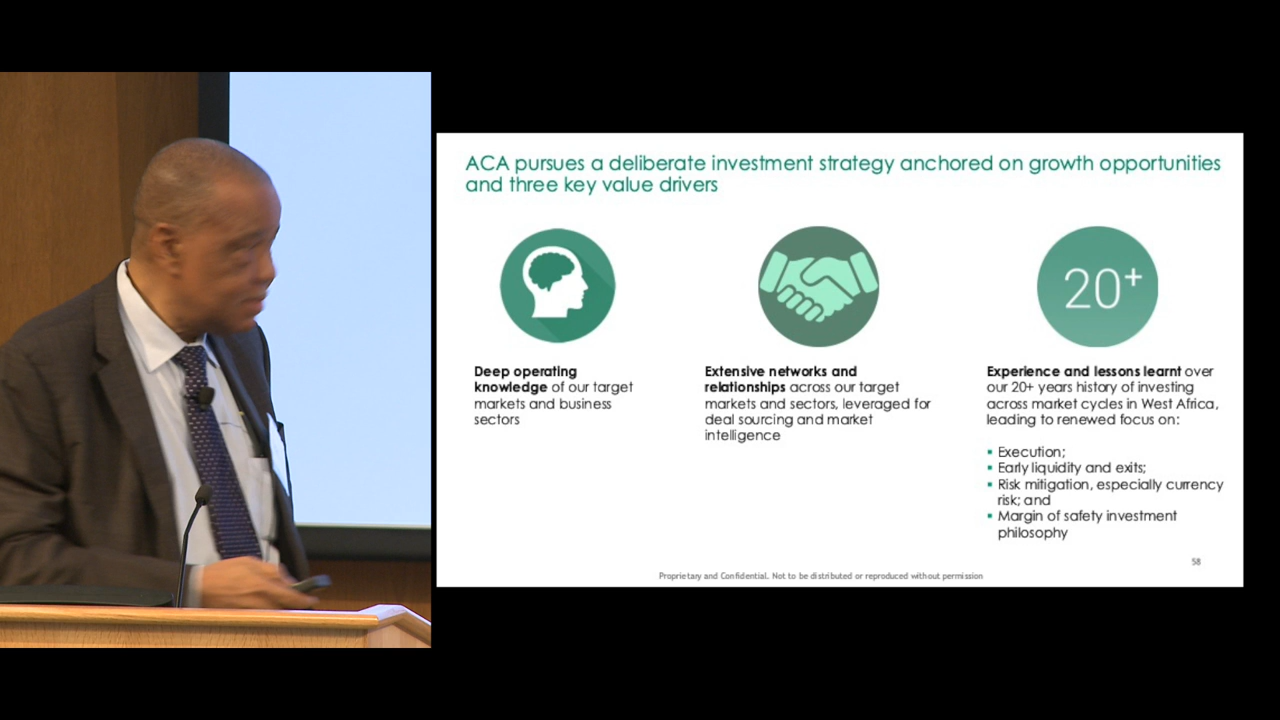 ACA pursues a deliberate investment strategy anchored on growth opportunities
and three key value drivers
20+
Deep operating
knowledge of our target
markets and business
sectors
Extensive networks and
relationships across our target
markets and sectors, leveraged for
deal sourcing and market
intelligence
Experience and lessons learnt over
our 20+ years history of investing
across market cycles in West Africa,
leading to renewed focus on:
▪ Execution;
▪ Early liquidity and exits;
▪ Risk mitigation, especially currency
risk; and
▪ Margin of safety investment
philosophy
58
Proprietary and Confidential. Not to be distributed or reproduced without permission